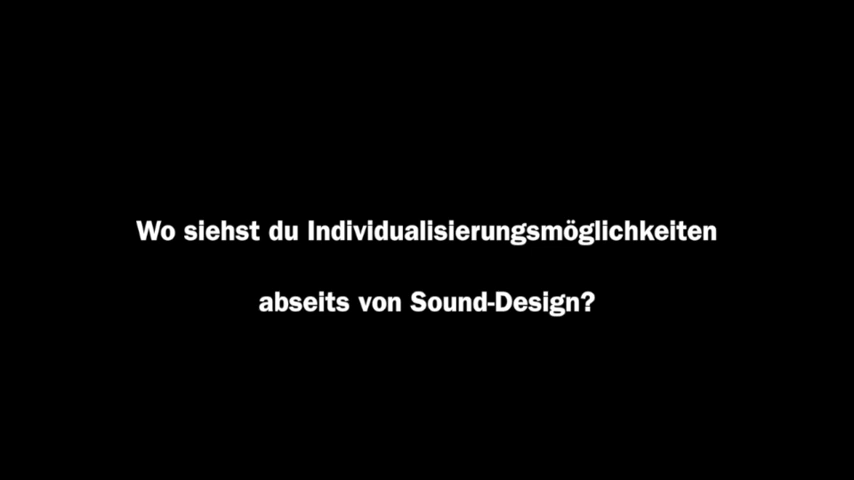 Wo siehst du Individualisierungsmöglichkeiten
abseits von Sound-Design?